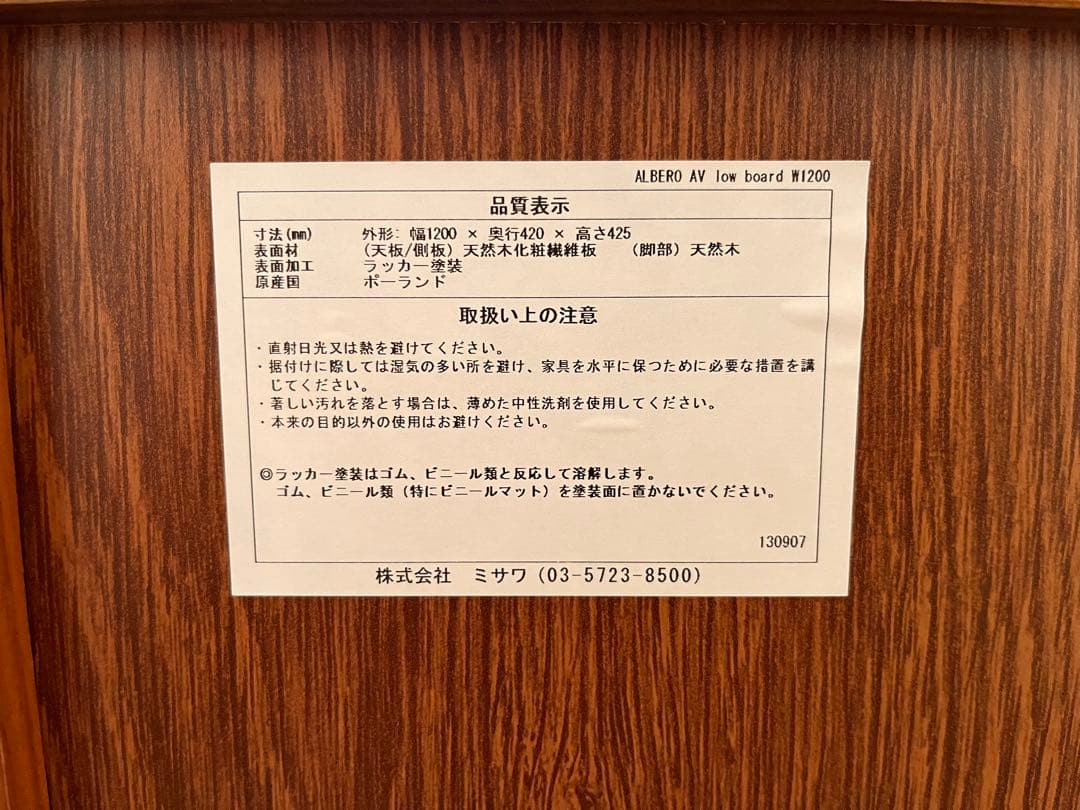 ALBERO AV low board W1200
品質表示
寸法(mm) 外形: 幅1200 × 奥行420 × 高さ425
表面材 (天板/側板) 天然木化粧繊維板 (脚部) 天然木
表面加工 ラッカー塗装
原産国 ポーランド
取扱い上の注意
・直射日光又は熱を避けてください。
・据付けに際しては湿気の多い所を避け、家具を水平に保つために必要な措置を講
じてください。
・著しい汚れを落とす場合は、薄めた中性洗剤を使用してください。
・本来の目的以外の使用はお避けください。
◎ラッカー塗装はゴム、ビニール類と反応して溶解します。
ゴム、ビニール類（特にビニールマット）を塗装面に置かないでください。
130907
株式会社 ミサワ（03-5723-8500）